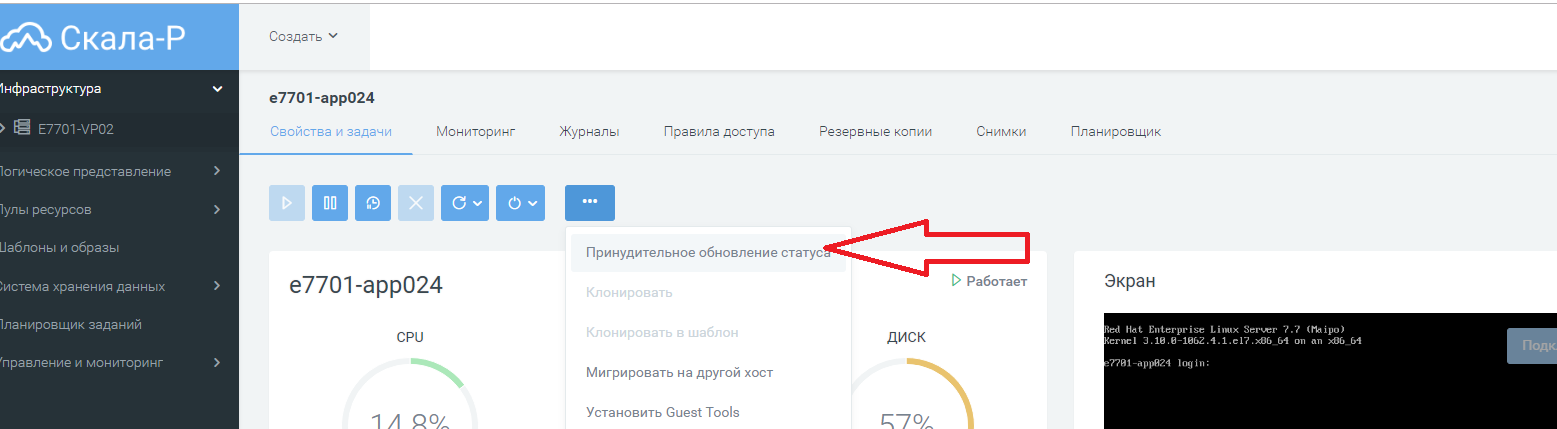 Скала-Р
Создать
Инфраструктура
E7701-VP02
Логическое представление
Пулы ресурсов
Шаблоны и образы
Система хранения данных
Планировщик заданий
Управление и мониторинг
e7701-app024
Свойства и задачи Мониторинг Журналы Правила доступа Резервные копии Снимки Планировщик
Принудительное обновление статуса
Клонировать
Клонировать в шаблон
Мигрировать на другой хост
Установить Guest Tools
e7701-app024
Работает
CPU
14.8%
ДИСК
57%
Экран
Red Hat Enterprise Linux Server 7.7 (Maipo)
Kernel 3.10.0-1062.4.1.el7.x86_64 on an x86_64
e7701-app024 login:
Подк